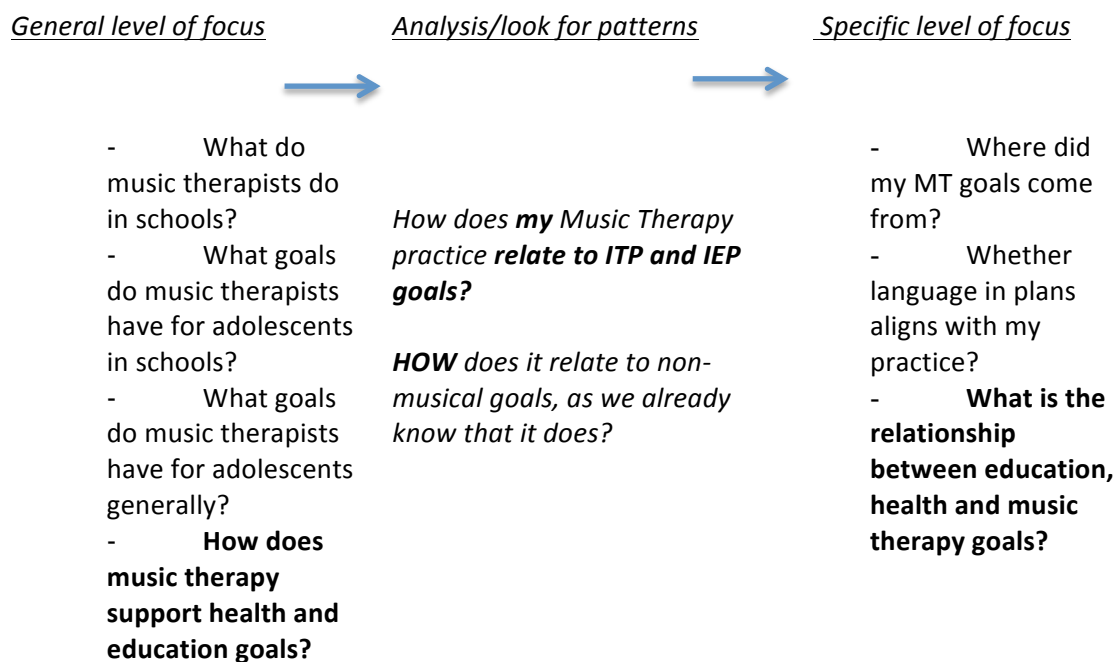 General level of focus
Analysis/look for patterns
Specific level of focus
- What do
music therapists do
in schools?
- What goals
do music therapists
have for adolescents
in schools?
- What goals
do music therapists
have for adolescents
generally?
- How does
music therapy
support health and
education goals?
How does my Music Therapy
practice relate to ITP and IEP
goals?
HOW does it relate to non-
musical goals, as we already
know that it does?
- Where did
my MT goals come
from?
- Whether
language in plans
aligns with my
practice?
- What is the
relationship
between education,
health and music
therapy goals?